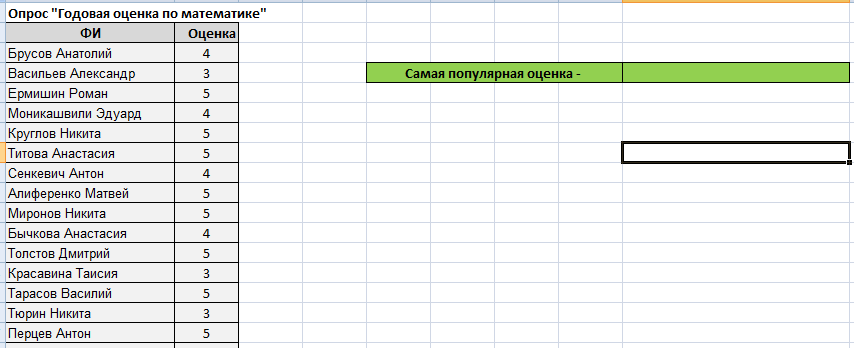 Опрос "Годовая оценка по математике"
ФИ Оценка
Брусов Анатолий 4
Васильев Александр 3 Самая популярная оценка -
Ермишин Роман 5
Моникашвили Эдуард 4
Круглов Никита 5
Титова Анастасия 5
Сенкевич Антон 4
Алиференко Матвей 5
Миронов Никита 5
Бычкова Анастасия 4
Толстов Дмитрий 5
Красавина Таисия 3
Тарасов Василий 5
Тюрин Никита 3
Перцев Антон 5